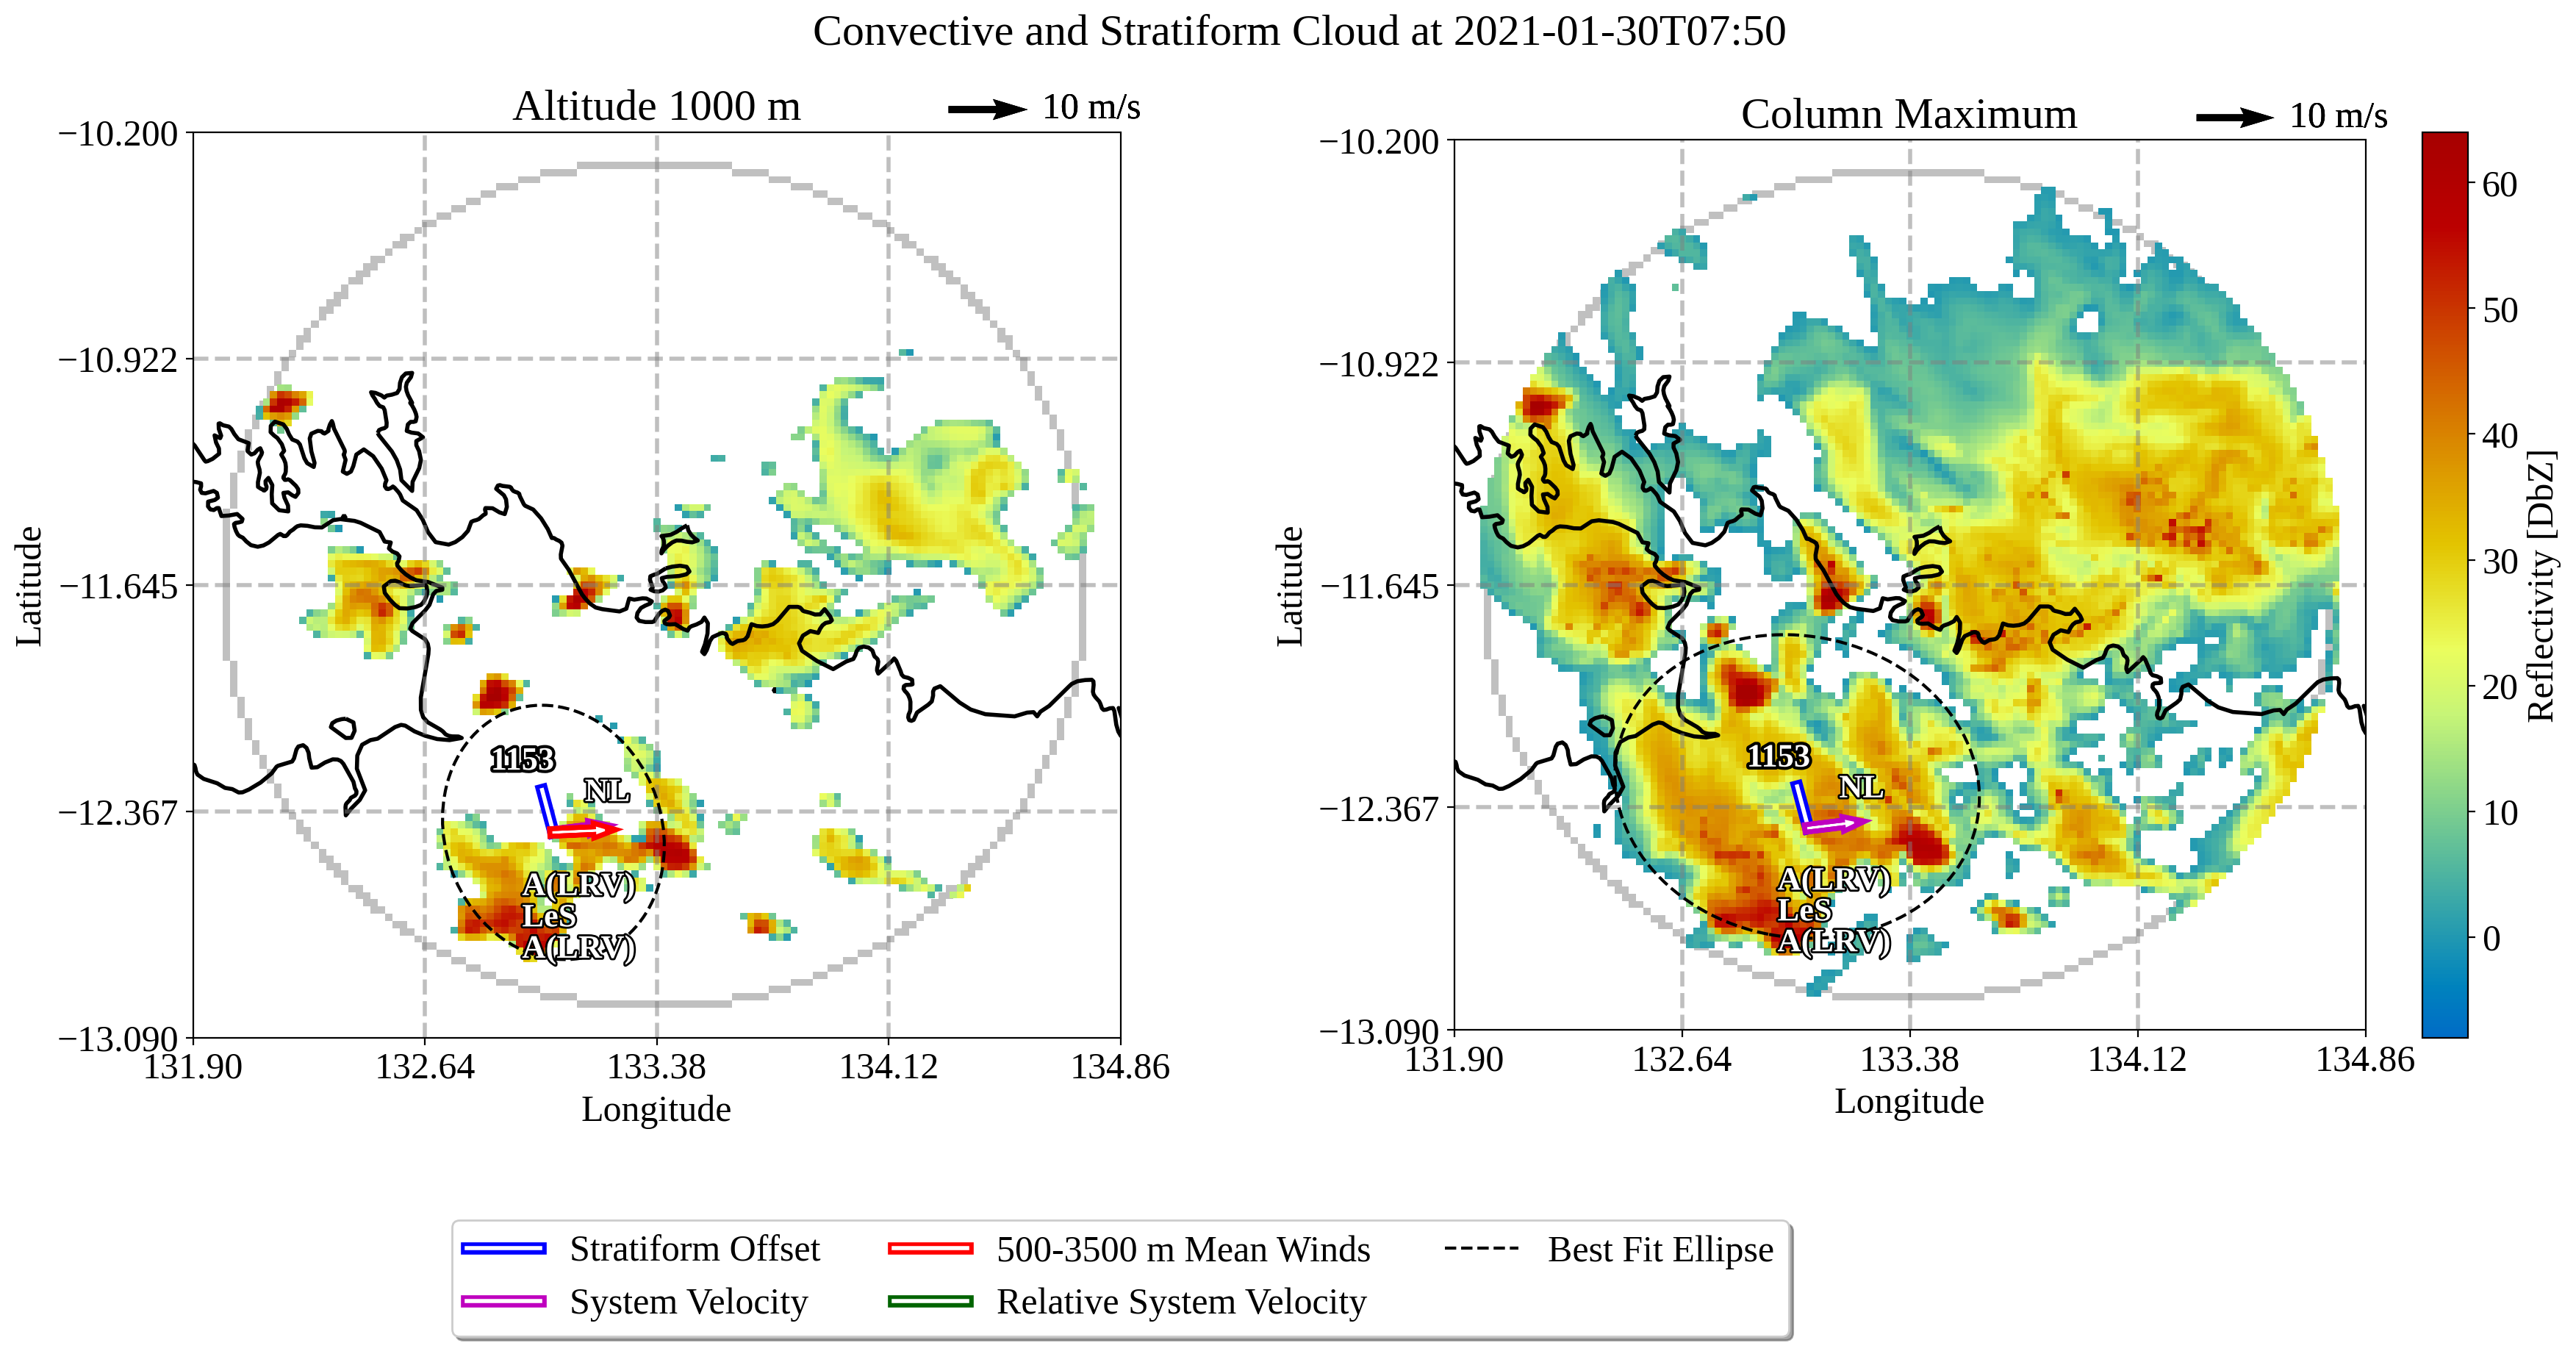 Convective and Stratiform Cloud at 2021-01-30T07:50
Altitude 1000 m
10 m/s
−10.200
−10.922
−11.645
−12.367
−13.090
131.90
132.64
133.38
134.12
134.86
Latitude
Longitude
1153
NL
A(LRV)
LeS
A(LRV)
Column Maximum
10 m/s
−10.200
−10.922
−11.645
−12.367
−13.090
131.90
132.64
133.38
134.12
134.86
Latitude
Longitude
1153
NL
A(LRV)
LeS
A(LRV)
60
50
40
30
20
10
0
Reflectivity [DbZ]
Stratiform Offset
System Velocity
500-3500 m Mean Winds
Relative System Velocity
Best Fit Ellipse